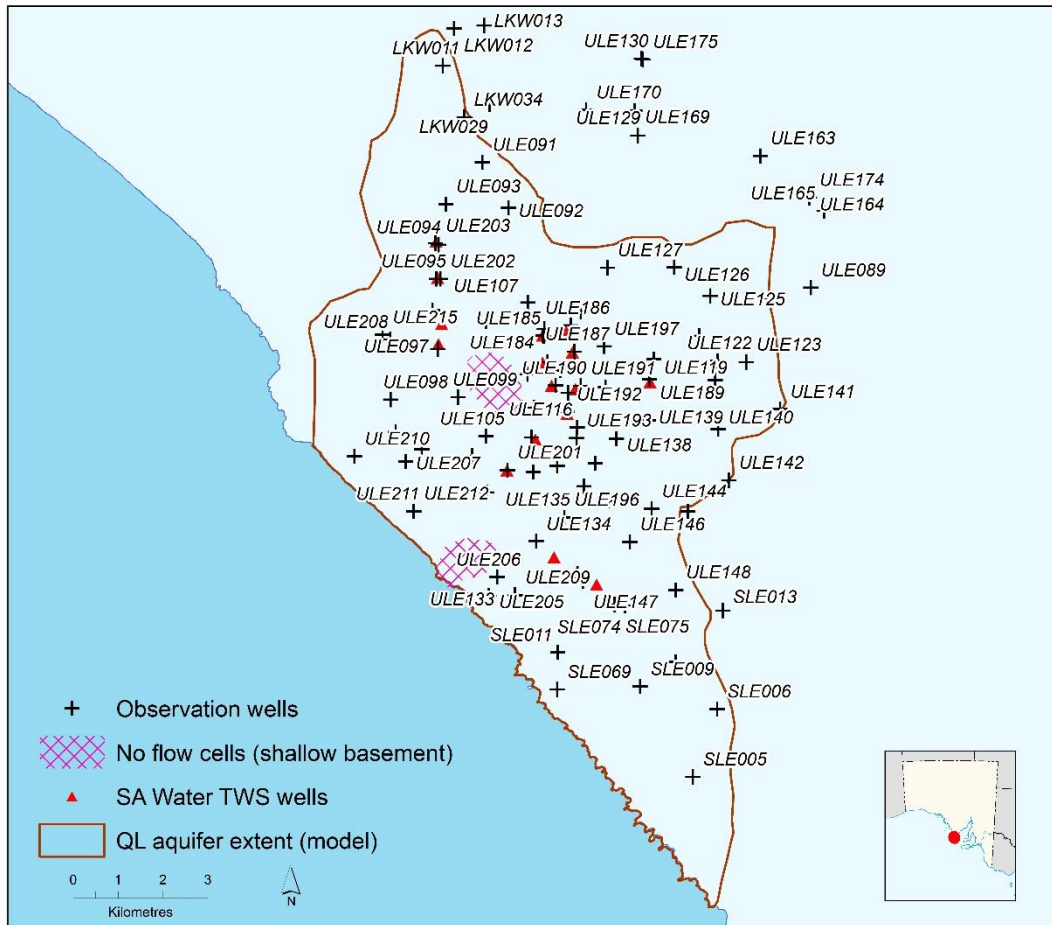 LKW013
LKW012
LKW011
ULE130 ULE175
LKW034
LKW029
ULE170
ULE129 ULE169
ULE091
ULE163
ULE093
ULE092
ULE165 ULE174
ULE164
ULE094 ULE203
ULE095 ULE202
ULE107
ULE127
ULE126
ULE125
ULE089
ULE208 ULE215 ULE185 ULE186
ULE097 ULE184 ULE187 ULE197
ULE122 ULE123
ULE098 ULE099 ULE190 ULE191 ULE119
ULE192 ULE189
ULE141
ULE105 ULE116 ULE193 ULE139 ULE140
ULE138
ULE210 ULE207 ULE201
ULE142
ULE211 ULE212 ULE135 ULE196 ULE144
ULE134 ULE146
ULE206
ULE209
ULE148
ULE133 ULE205 ULE147
SLE013
SLE011 SLE074 SLE075
SLE069 SLE009
SLE006
SLE005
Observation wells
No flow cells (shallow basement)
SA Water TWS wells
QL aquifer extent (model)
0 1 2 3
Kilometres
N